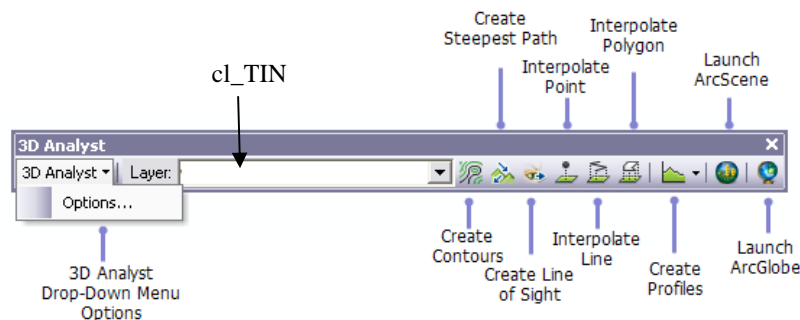 Create
Steepest Path
Interpolate
Polygon
Interpolate
Point
Launch
ArcScene
cl_TIN
3D Analyst
3D Analyst
Layer:
Options...
3D Analyst
Drop-Down Menu
Options
Create
Contours
Create Line
of Sight
Interpolate
Line
Create
Profiles
Launch
ArcGlobe